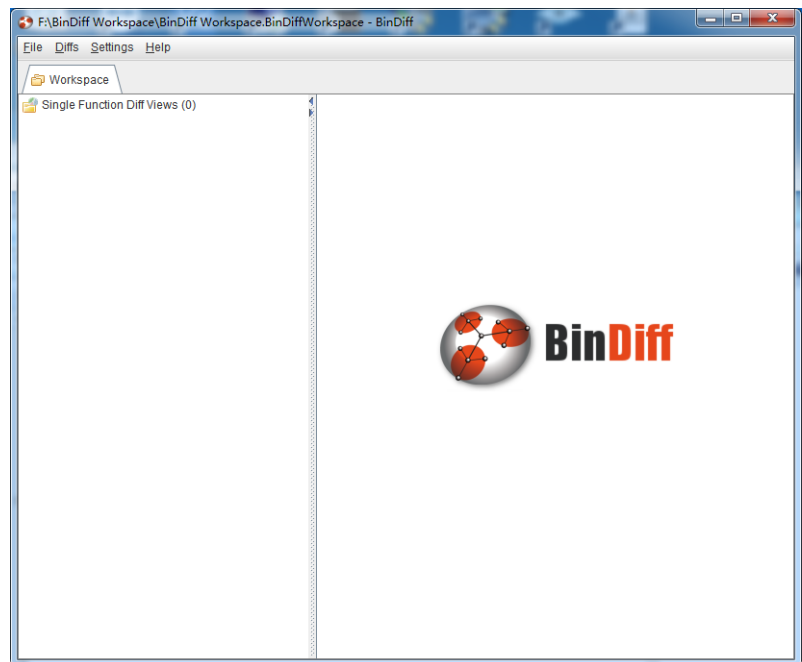 F:\BinDiff Workspace\BinDiff Workspace.BinDiffWorkspace - BinDiff
File Diffs Settings Help
Workspace
Single Function Diff Views (0)
BinDiff